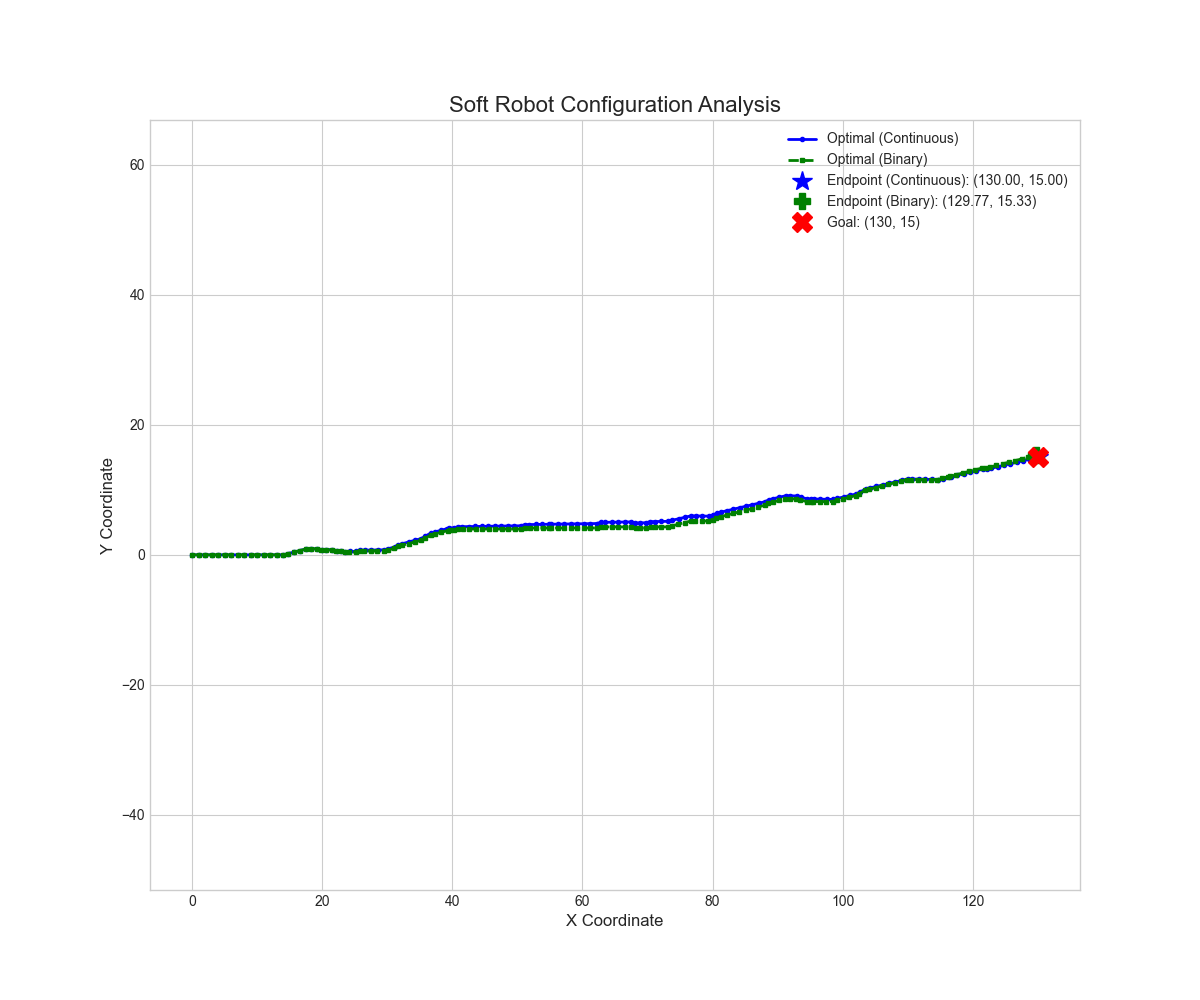 Soft Robot Configuration Analysis
Optimal (Continuous)
Optimal (Binary)
Endpoint (Continuous): (130.00, 15.00)
Endpoint (Binary): (129.77, 15.33)
Goal: (130, 15)
Y Coordinate
60
40
20
0
−20
−40
0 20 40 60 80 100 120
X Coordinate